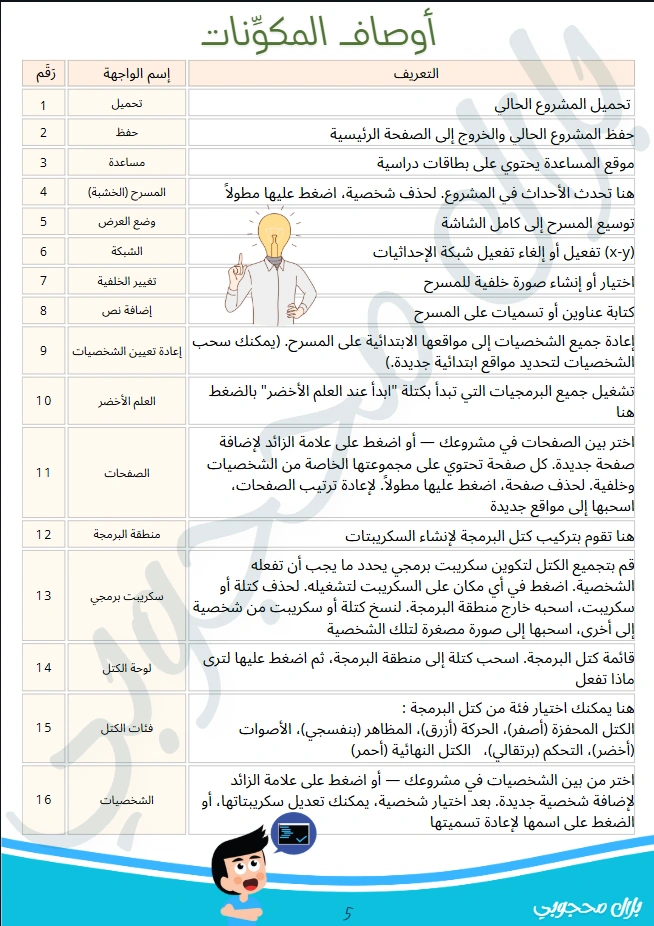 أوصاف المكوِّنات
رَقَم إسم الواجهة التعريف
1 تحميل تحميل المشروع الحالي
2 حفظ حفظ المشروع الحالي والخروج إلى الصفحة الرئيسية
3 مساعدة موقع المساعدة يحتوي على بطاقات دراسية
4 المسرح (الخشبة) هنا تحدث الأحداث في المشروع. لحذف شخصية، اضغط عليها مطولاً
5 وضع العرض توسيع المسرح إلى كامل الشاشة
6 الشبكة (x-y) تفعيل أو إلغاء تفعيل شبكة الإحداثيات
7 تغيير الخلفية اختيار أو إنشاء صورة خلفية للمسرح
8 إضافة نص كتابة عناوين أو تسميات على المسرح
9 إعادة تعيين الشخصيات إعادة جميع الشخصيات إلى مواقعها الابتدائية على المسرح. (يمكنك سحب
الشخصيات لتحديد مواقع ابتدائية جديدة.)
10 العلم الأخضر تشغيل جميع البرمجيات التي تبدأ بكتلة "ابدأ عند العلم الأخضر" بالضغط
هنا
11 الصفحات اختر بين الصفحات في مشروعك — أو اضغط على علامة الزائد لإضافة
صفحة جديدة. كل صفحة تحتوي على مجموعتها الخاصة من الشخصيات
وخلفية. لحذف صفحة، اضغط عليها مطولاً. لإعادة ترتيب الصفحات،
اسحبها إلى مواقع جديدة
12 منطقة البرمجة هنا تقوم بتركيب كتل البرمجة لإنشاء السكريبتات
13 سكريبت برمجي قم بتجميع الكتل لتكوين سكريبت برمجي يحدد ما يجب أن تفعله
الشخصية. اضغط في أي مكان على السكريبت لتشغيله. لحذف كتلة أو
سكريبت، اسحبه خارج منطقة البرمجة. لنسخ كتلة أو سكريبت من شخصية
إلى أخرى، اسحبها إلى صورة مصغرة لتلك الشخصية
14 لوحة الكتل قائمة كتل البرمجة. اسحب كتلة إلى منطقة البرمجة، ثم اضغط عليها لترى
ماذا تفعل
15 فئات الكتل هنا يمكنك اختيار فئة من كتل البرمجة :
الكتل المحفزة (أصفر)، الحركة (أزرق)، المظاهر (بنفسجي)، الأصوات
(أخضر)، التحكم (برتقالي)، الكتل النهائية (أحمر)
16 الشخصيات اختر من بين الشخصيات في مشروعك — أو اضغط على علامة الزائد
لإضافة شخصية جديدة. بعد اختيار شخصية، يمكنك تعديل سكريبتاتها، أو
الضغط على اسمها لإعادة تسميتها
بلال محجوبي
5
بلال محجوبي